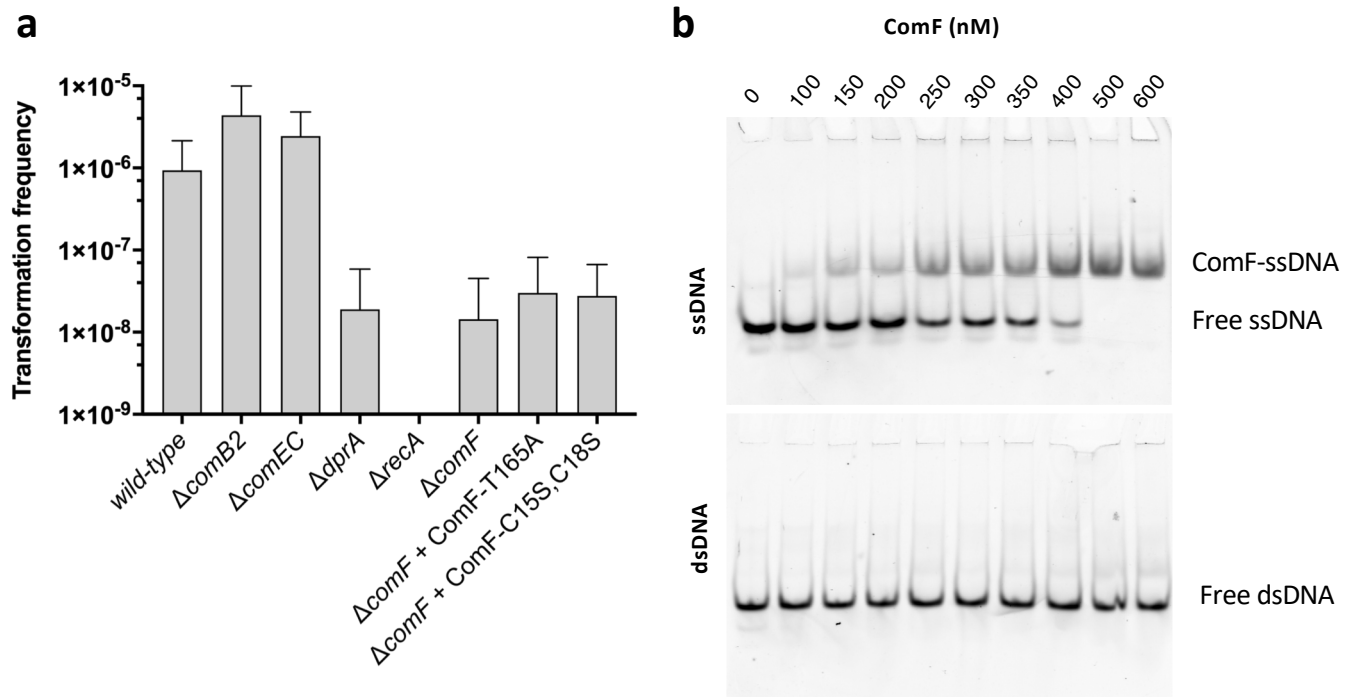 a
Transformation frequency
1×10⁻⁵
1×10⁻⁶
1×10⁻⁷
1×10⁻⁸
1×10⁻⁹
wild-type
ΔcomB2
ΔcomEC
ΔdprA
ΔrecA
ΔcomF
ΔcomF + ComF-T165A
ΔcomF + ComF-C15S,C18S
b
ComF (nM)
0 100 150 200 250 300 350 400 500 600
ssDNA
ComF-ssDNA
Free ssDNA
dsDNA
Free dsDNA